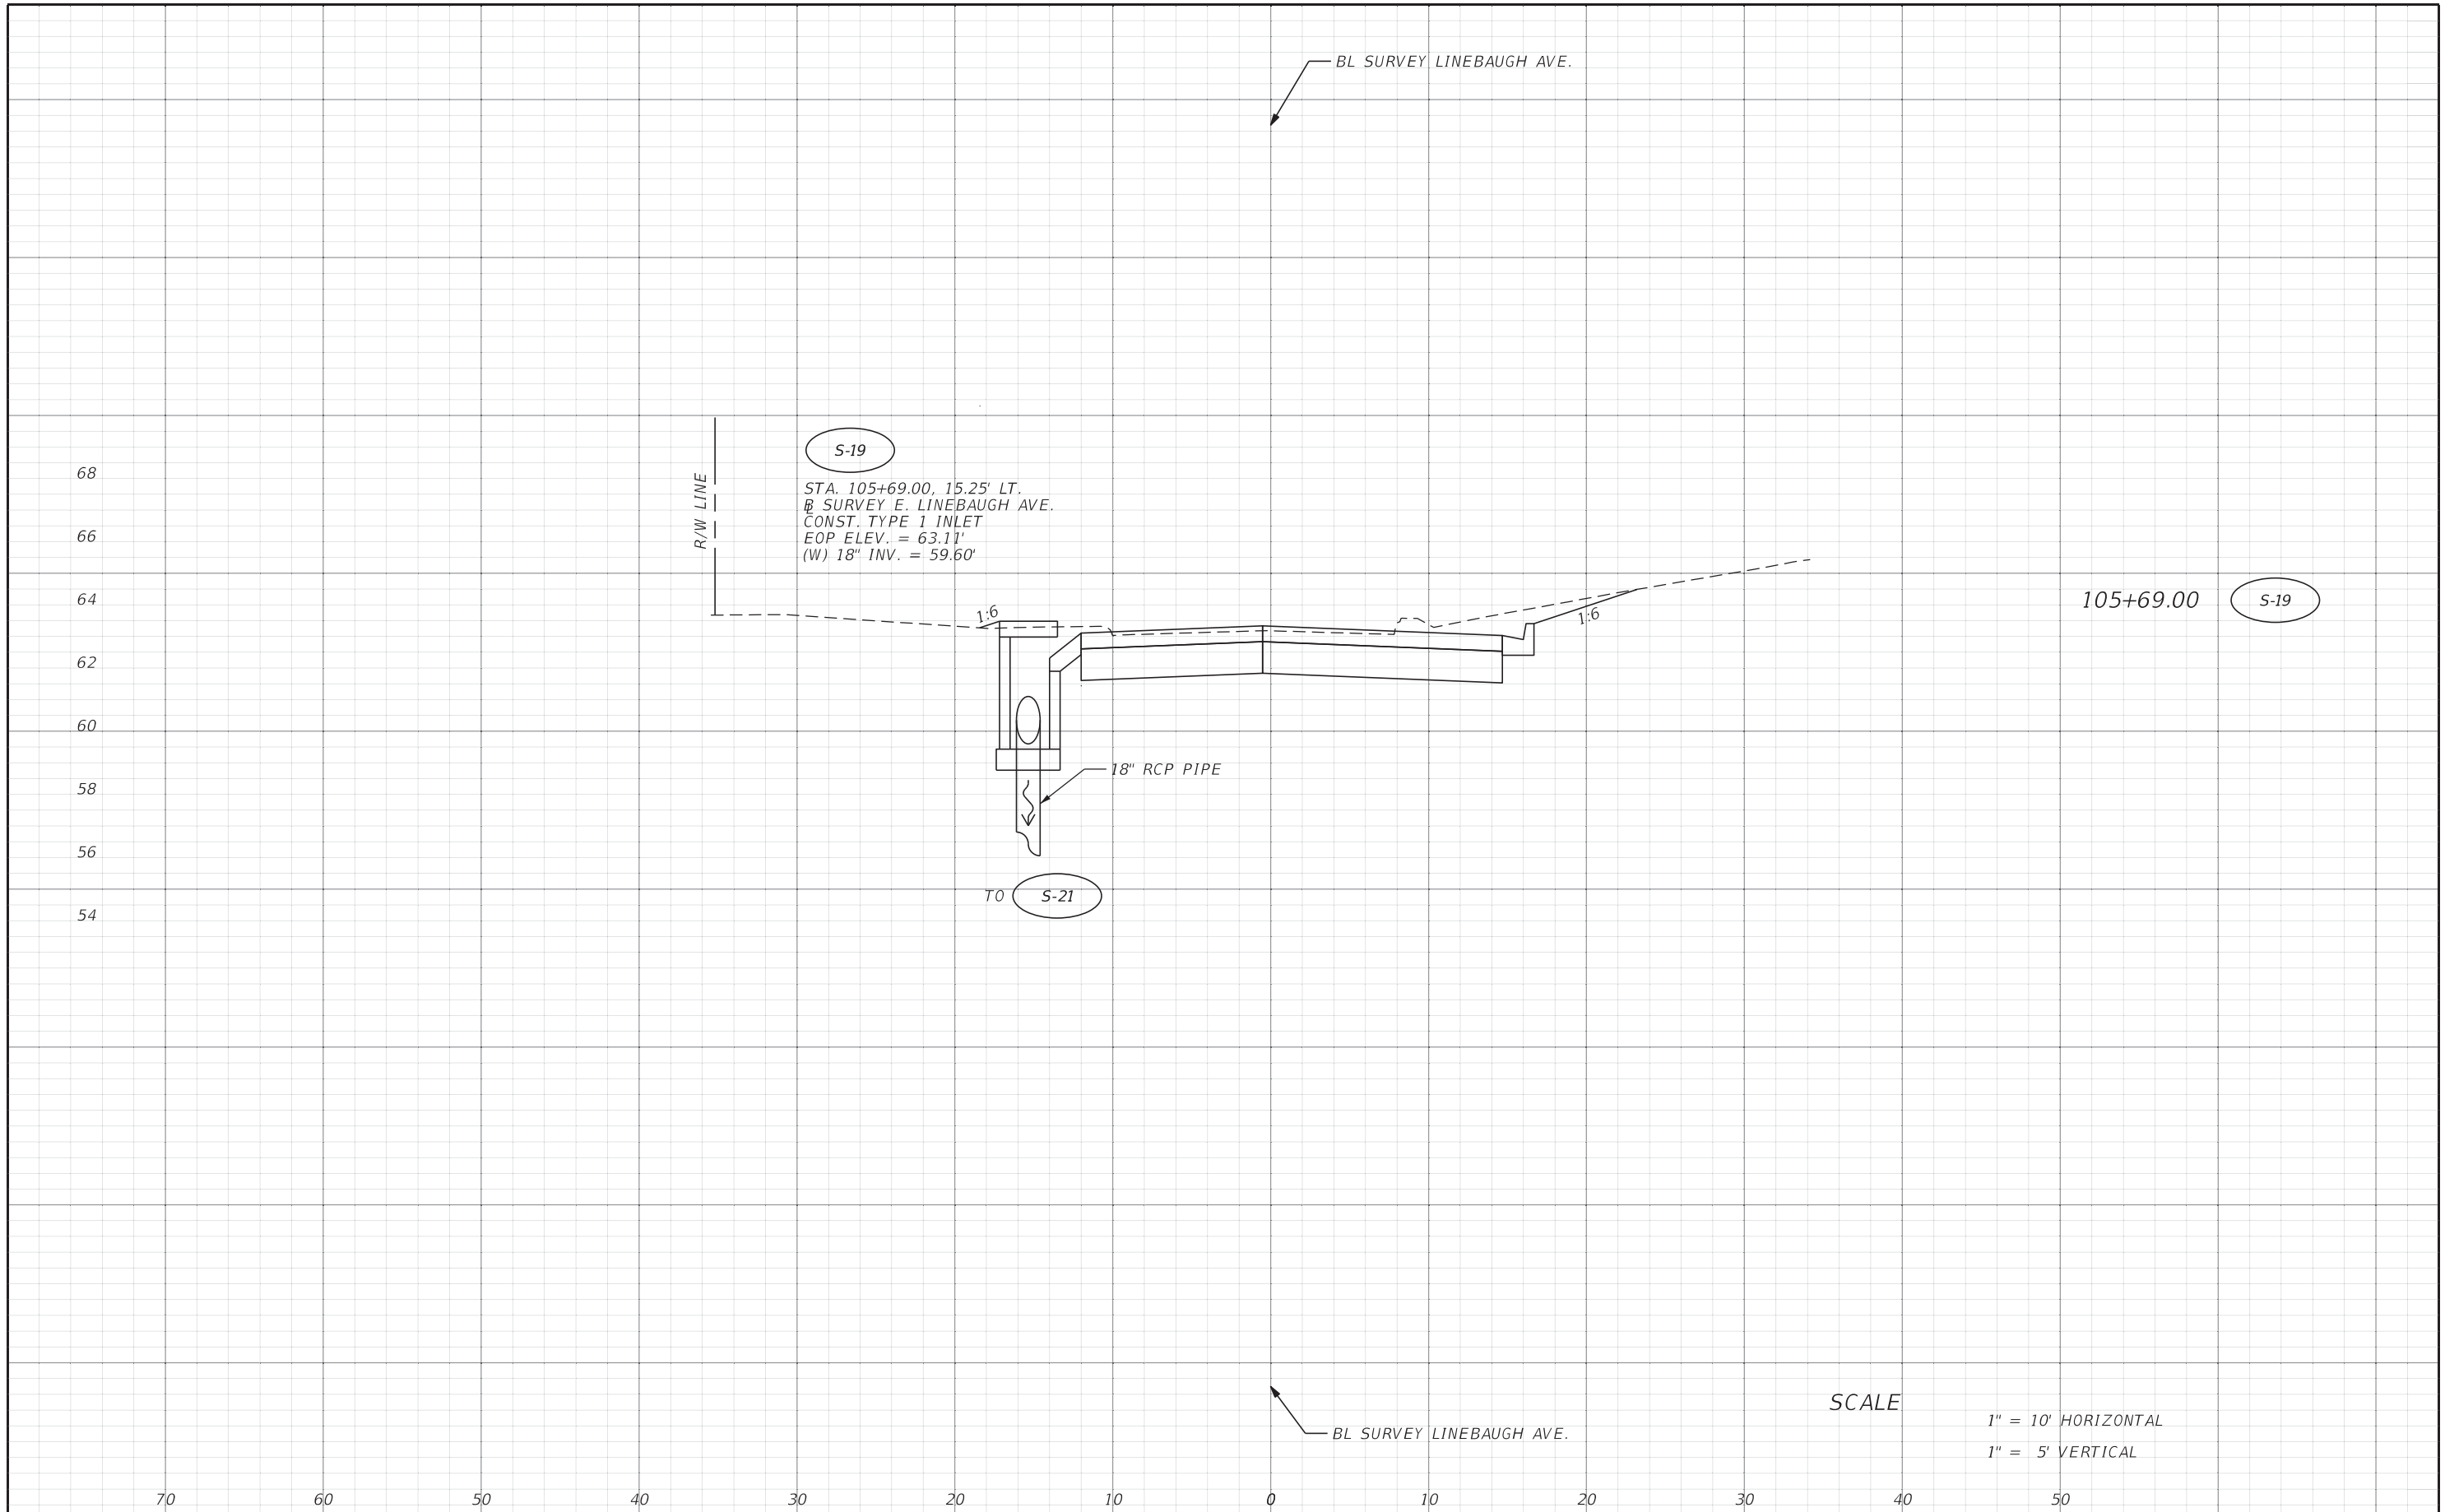 BL SURVEY LINEBAUGH AVE.
S-19
STA. 105+69.00, 15.25' LT.
BL SURVEY E. LINEBAUGH AVE.
CONST. TYPE 1 INLET
EOP ELEV. = 63.11'
(W) 18" INV. = 59.60'
R/W LINE
68
66
64
62
60
58
56
54
1:6
1:6
105+69.00
S-19
18" RCP PIPE
TO S-21
BL SURVEY LINEBAUGH AVE.
SCALE
1" = 10' HORIZONTAL
1" = 5' VERTICAL
70 60 50 40 30 20 10 0 10 20 30 40 50